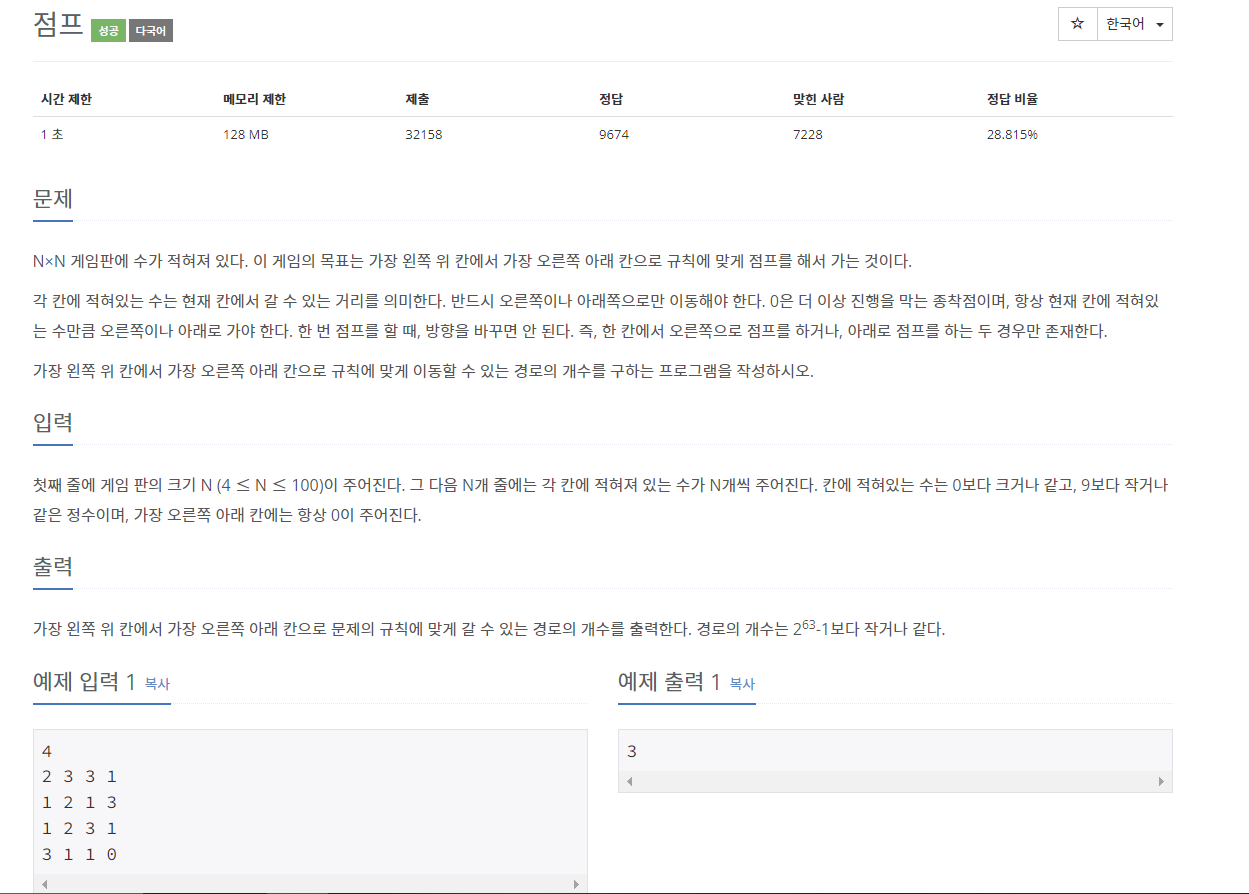 점프 성공 다국어
☆ 한국어
시간 제한 메모리 제한 제출 정답 맞힌 사람 정답 비율
1 초 128 MB 32158 9674 7228 28.815%
문제
N×N 게임판에 수가 적혀져 있다. 이 게임의 목표는 가장 왼쪽 위 칸에서 가장 오른쪽 아래 칸으로 규칙에 맞게 점프를 해서 가는 것이다.
각 칸에 적혀있는 수는 현재 칸에서 갈 수 있는 거리를 의미한다. 반드시 오른쪽이나 아래쪽으로만 이동해야 한다. 0은 더 이상 진행을 막는 종착점이며, 항상 현재 칸에 적혀있
는 수만큼 오른쪽이나 아래로 가야 한다. 한 번 점프를 할 때, 방향을 바꾸면 안 된다. 즉, 한 칸에서 오른쪽으로 점프를 하거나, 아래로 점프를 하는 두 경우만 존재한다.
가장 왼쪽 위 칸에서 가장 오른쪽 아래 칸으로 규칙에 맞게 이동할 수 있는 경로의 개수를 구하는 프로그램을 작성하시오.
입력
첫째 줄에 게임 판의 크기 N (4 ≤ N ≤ 100)이 주어진다. 그 다음 N개 줄에는 각 칸에 적혀져 있는 수가 N개씩 주어진다. 칸에 적혀있는 수는 0보다 크거나 같고, 9보다 작거나
같은 정수이며, 가장 오른쪽 아래 칸에는 항상 0이 주어진다.
출력
가장 왼쪽 위 칸에서 가장 오른쪽 아래 칸으로 문제의 규칙에 맞게 갈 수 있는 경로의 개수를 출력한다. 경로의 개수는 2^63-1보다 작거나 같다.
예제 입력 1 복사
4
2 3 3 1
1 2 1 3
1 2 3 1
3 1 1 0
예제 출력 1 복사
3